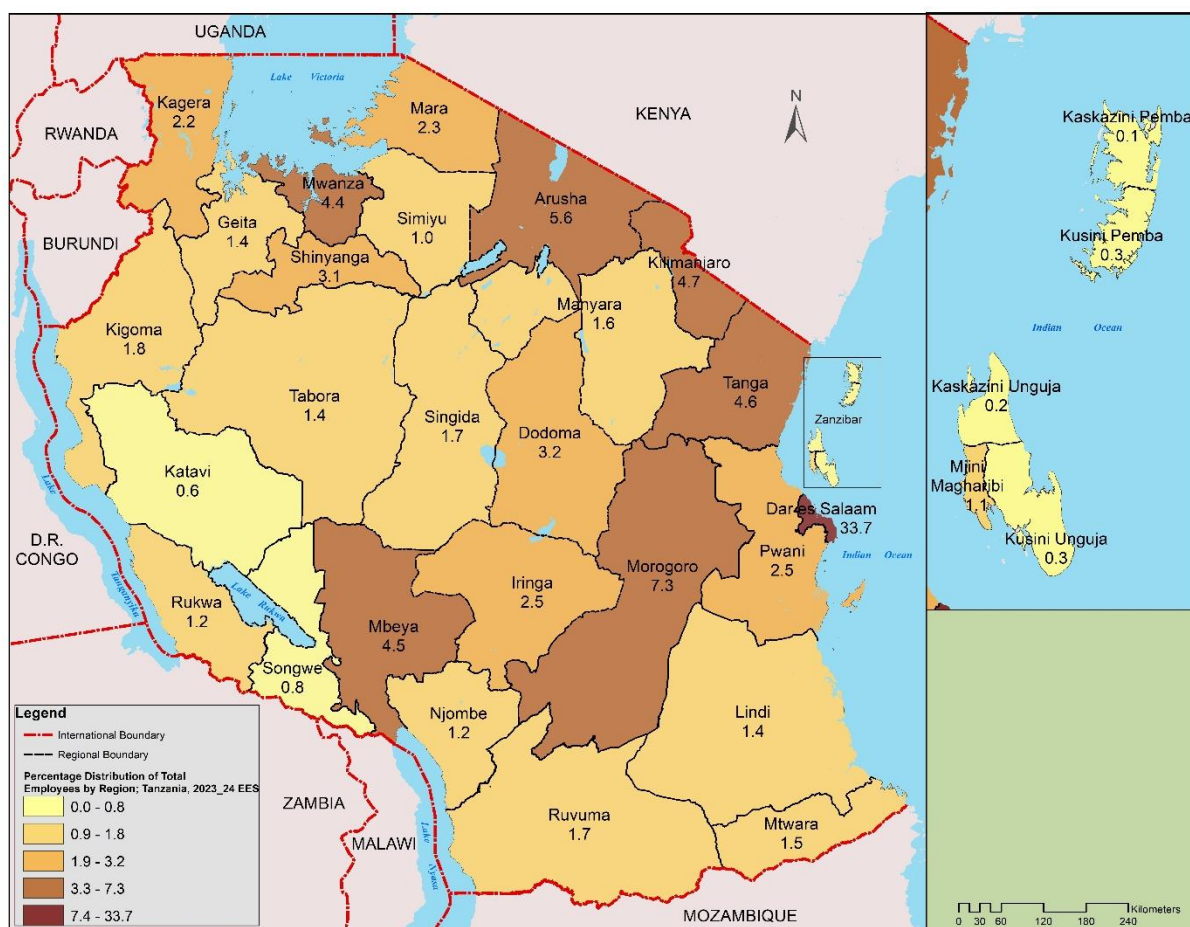 UGANDA
Lake Victoria
Kagera
2.2
Mara
2.3
KENYA
N
RWANDA
Mwanza
4.4
Arusha
5.6
Geita
1.4
Simiyu
1.0
BURUNDI
Shinyanga
3.1
Kilimanjaro
4.7
Manyara
1.6
Kigoma
1.8
Tanga
4.6
Tabora
1.4
Singida
1.7
Dodoma
3.2
Zanzibar
Katavi
0.6
Dar es Salaam
33.7
D.R.
CONGO
Lake
Tanganyika
Pwani
2.5
Indian Ocean
Morogoro
7.3
Iringa
2.5
Rukwa
1.2
Lake Rukwa
Mbeya
4.5
Songwe
0.8
Njombe
1.2
Lindi
1.4
Ruvuma
1.7
Mtwara
1.5
ZAMBIA
MALAWI
Lake
Nyasa
MOZAMBIQUE
Legend
International Boundary
Regional Boundary
Percentage Distribution of Total
Employees by Region; Tanzania, 2023_24 EES
0.0 - 0.8
0.9 - 1.8
1.9 - 3.2
3.3 - 7.3
7.4 - 33.7
Kaskazini Pemba
0.1
Kusini Pemba
0.3
Indian Ocean
Kaskazini Unguja
0.2
Mjini
Magharibi
1.1
Kusini Unguja
0.3
Kilometers
0 30 60 120 180 240